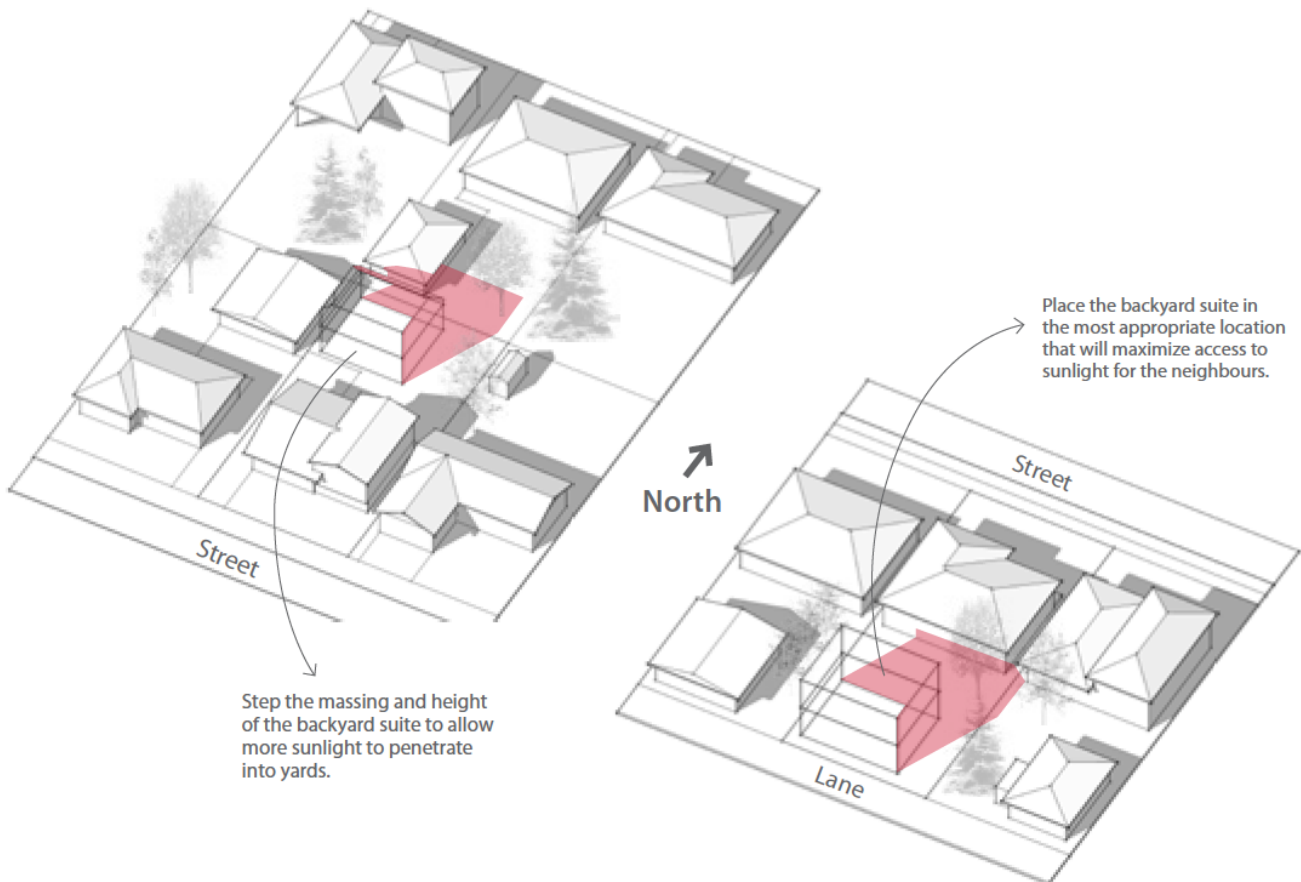 Place the backyard suite in
the most appropriate location
that will maximize access to
sunlight for the neighbours.
Street
North
Street
Step the massing and height
of the backyard suite to allow
more sunlight to penetrate
into yards.
Lane